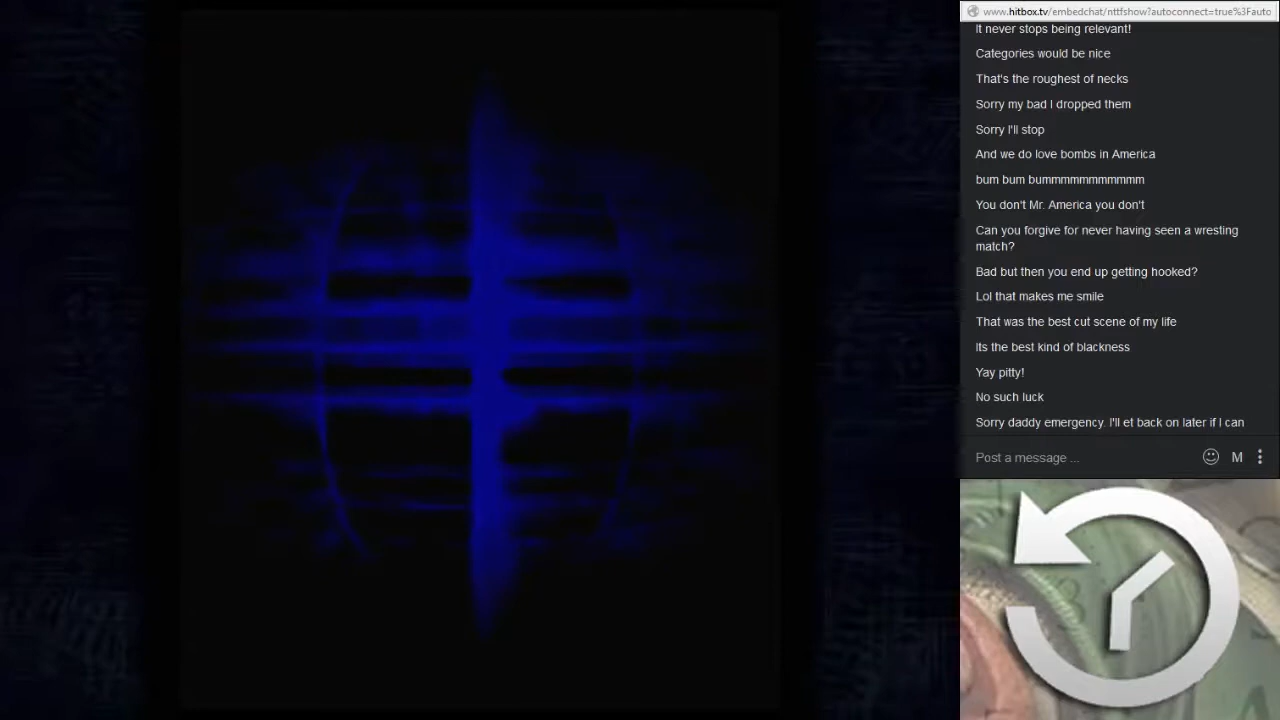 www.hitbox.tv/embedchat/nttfshow?autoconnect=true%3Fauto
It never stops being relevant!
Categories would be nice
That's the roughest of necks
Sorry my bad I dropped them
Sorry I'll stop
And we do love bombs in America
bum bum bummmmmmmmmmm
You don't Mr. America you don't
Can you forgive for never having seen a wresting
match?
Bad but then you end up getting hooked?
Lol that makes me smile
That was the best cut scene of my life
Its the best kind of blackness
Yay pitty!
No such luck
Sorry daddy emergency. I'll et back on later if I can
Post a message ...
M